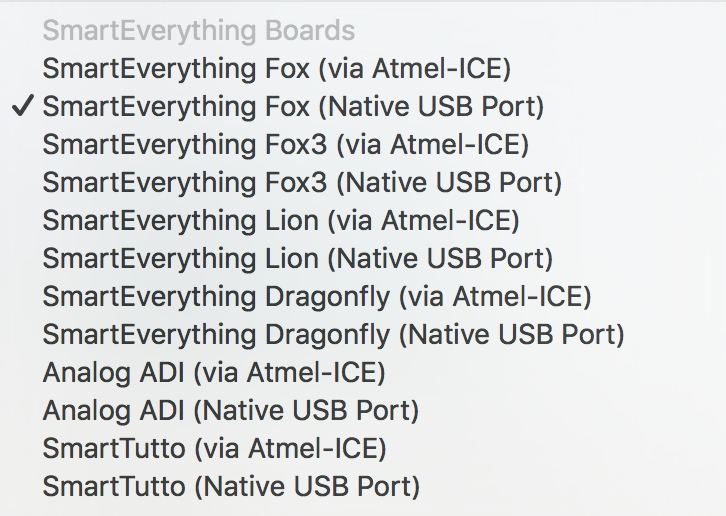 SmartEverything Boards
SmartEverything Fox (via Atmel-ICE)
✓ SmartEverything Fox (Native USB Port)
SmartEverything Fox3 (via Atmel-ICE)
SmartEverything Fox3 (Native USB Port)
SmartEverything Lion (via Atmel-ICE)
SmartEverything Lion (Native USB Port)
SmartEverything Dragonfly (via Atmel-ICE)
SmartEverything Dragonfly (Native USB Port)
Analog ADI (via Atmel-ICE)
Analog ADI (Native USB Port)
SmartTutto (via Atmel-ICE)
SmartTutto (Native USB Port)